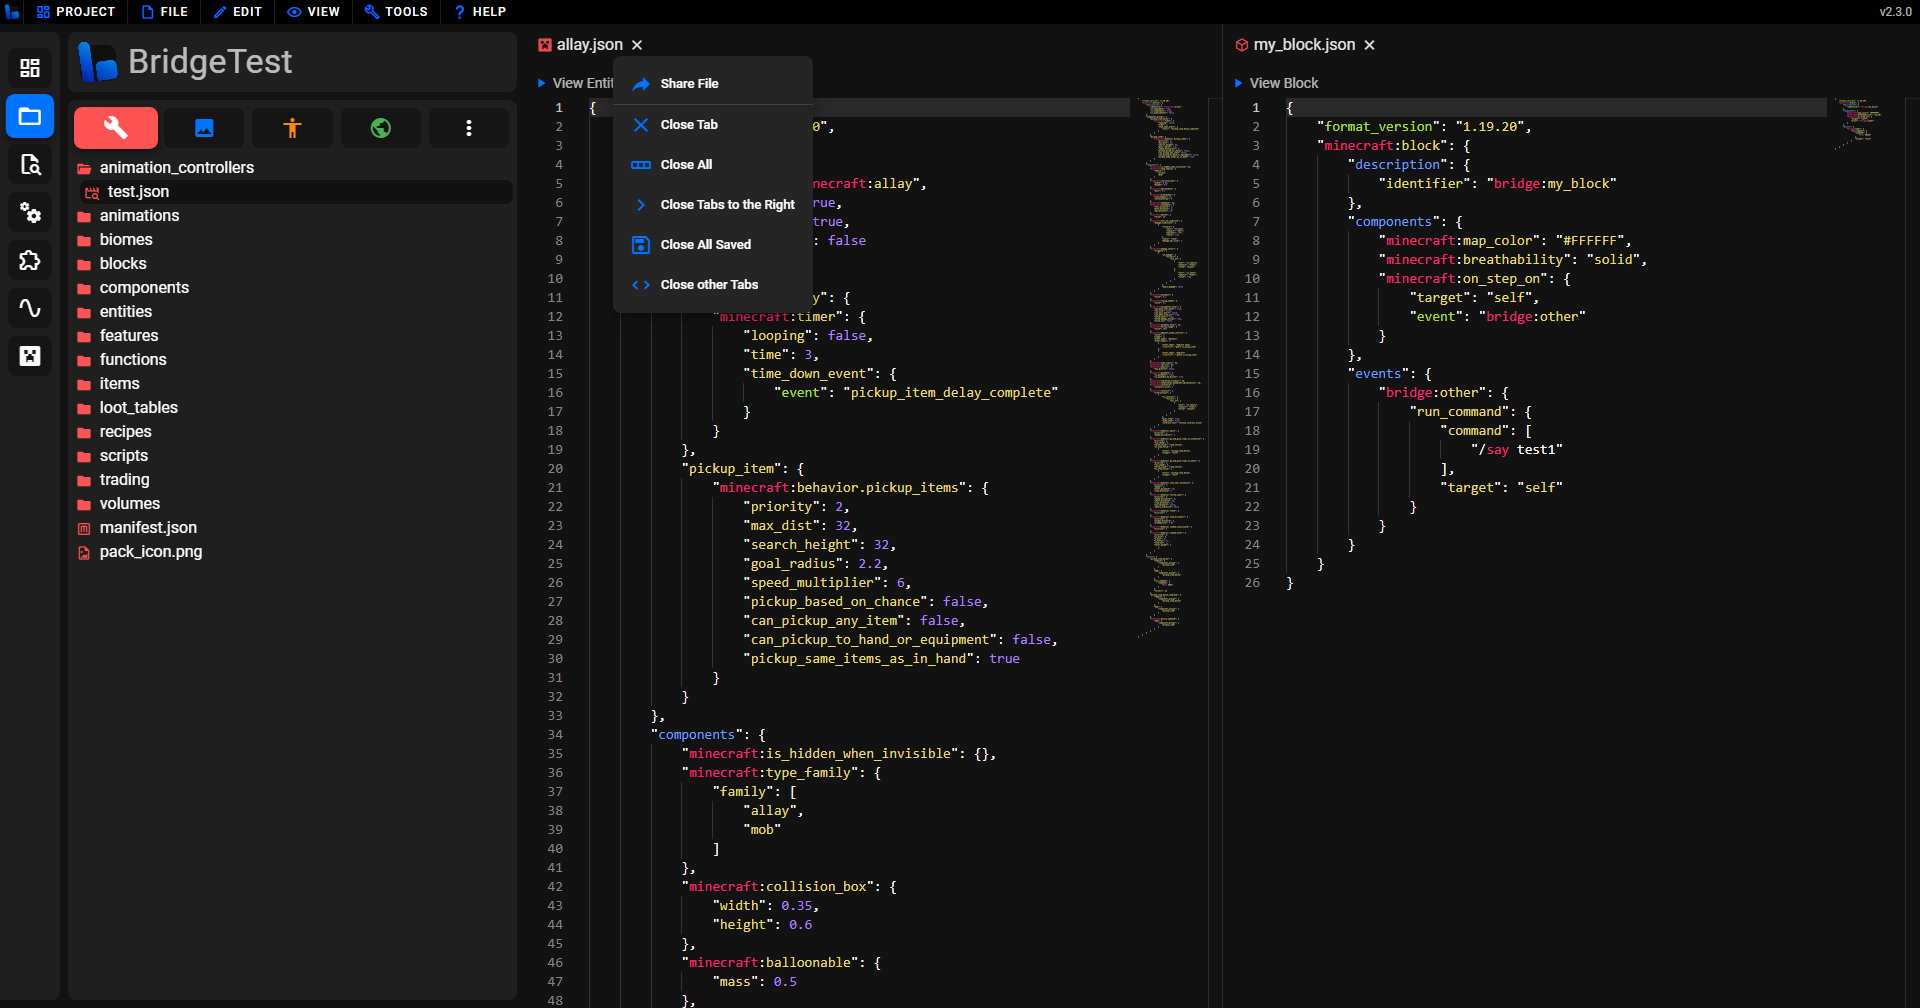 PROJECT FILE EDIT VIEW TOOLS HELP v2.3.0
BridgeTest
animation_controllers
test.json
animations
biomes
blocks
components
entities
features
functions
items
loot_tables
recipes
scripts
trading
volumes
manifest.json
pack_icon.png
allay.json
View Entit
Share File
Close Tab
Close All
Close Tabs to the Right
Close All Saved
Close other Tabs
1 {
2 0",
3
4
5 necraft:allay",
6 rue,
7 true,
8 : false
9
10
11 y": {
12 "minecraft:timer": {
13 "looping": false,
14 "time": 3,
15 "time_down_event": {
16 "event": "pickup_item_delay_complete"
17 }
18 }
19 },
20 "pickup_item": {
21 "minecraft:behavior.pickup_items": {
22 "priority": 2,
23 "max_dist": 32,
24 "search_height": 32,
25 "goal_radius": 2.2,
26 "speed_multiplier": 6,
27 "pickup_based_on_chance": false,
28 "can_pickup_any_item": false,
29 "can_pickup_to_hand_or_equipment": false,
30 "pickup_same_items_as_in_hand": true
31 }
32 }
33 },
34 "components": {
35 "minecraft:is_hidden_when_invisible": {},
36 "minecraft:type_family": {
37 "family": [
38 "allay",
39 "mob"
40 ]
41 },
42 "minecraft:collision_box": {
43 "width": 0.35,
44 "height": 0.6
45 },
46 "minecraft:balloonable": {
47 "mass": 0.5
48 },
my_block.json
View Block
1 {
2 "format_version": "1.19.20",
3 "minecraft:block": {
4 "description": {
5 "identifier": "bridge:my_block"
6 },
7 "components": {
8 "minecraft:map_color": "#FFFFFF",
9 "minecraft:breathability": "solid",
10 "minecraft:on_step_on": {
11 "target": "self",
12 "event": "bridge:other"
13 }
14 },
15 "events": {
16 "bridge:other": {
17 "run_command": {
18 "command": [
19 "/say test1"
20 ],
21 "target": "self"
22 }
23 }
24 }
25 }
26 }